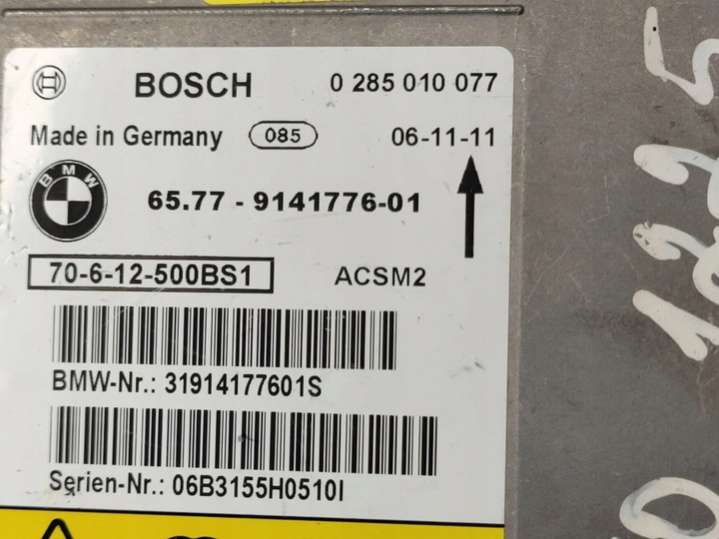 BOSCH 0 285 010 077
Made in Germany 085 06-11-11
BMW
65.77 - 9141776-01
70-6-12-500BS1 ACSM2
BMW-Nr.: 31914177601S
Serien-Nr.: 06B3155H0510I